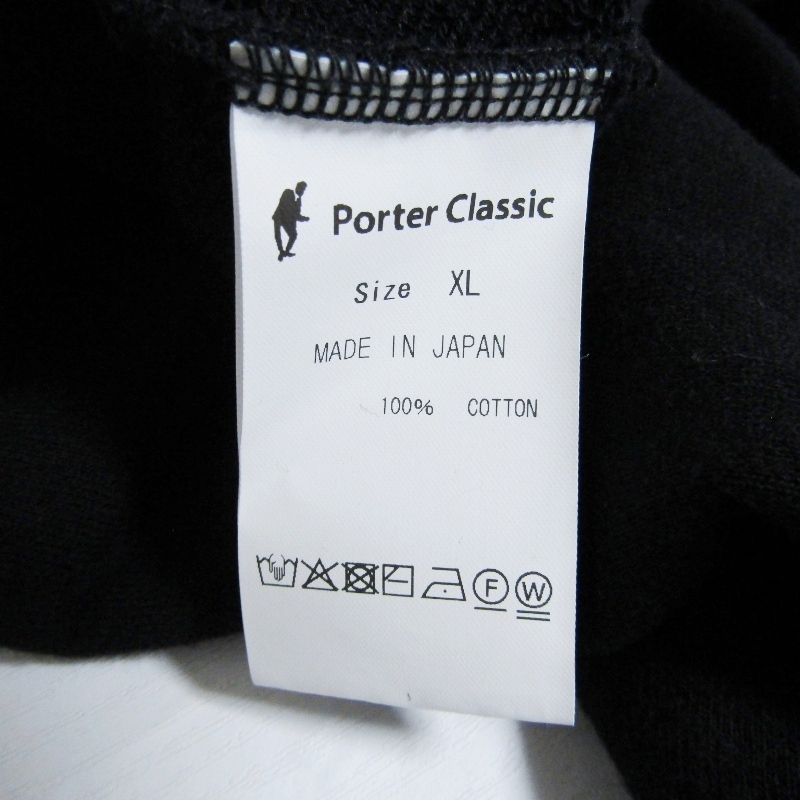 Porter Classic
Size XL
MADE IN JAPAN
100% COTTON
F W